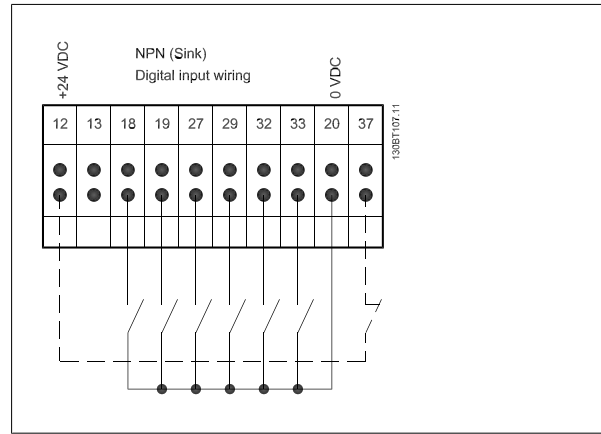 +24 VDC
NPN (Sink)
Digital input wiring
0 VDC
12 13 18 19 27 29 32 33 20 37
130BT107.11